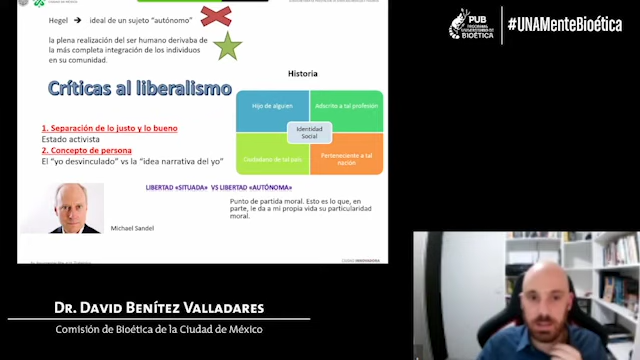 Hegel → ideal de un sujeto “autónomo”
la plena realización del ser humano derivaba de
la más completa integración de los individuos
en su comunidad.
Críticas al liberalismo
1. Separación de lo justo y lo bueno
Estado activista
2. Concepto de persona
El “yo desvinculado” vs la “idea narrativa del yo”
Historia
Hijo de alguien
Adscrito a tal profesión
Identidad
Social
Ciudadano de tal país
Perteneciente a tal
nación
LIBERTAD «SITUADA» VS LIBERTAD «AUTÓNOMA»
Punto de partida moral. Esto es lo que, en
parte, le da a mi propia vida su particularidad
moral.
Michael Sandel
PUB
PROGRAMA
UNIVERSITARIO DE
BIOÉTICA
#UNAMenteBioética
DR. DAVID BENÍTEZ VALLADARES
Comisión de Bioética de la Ciudad de México